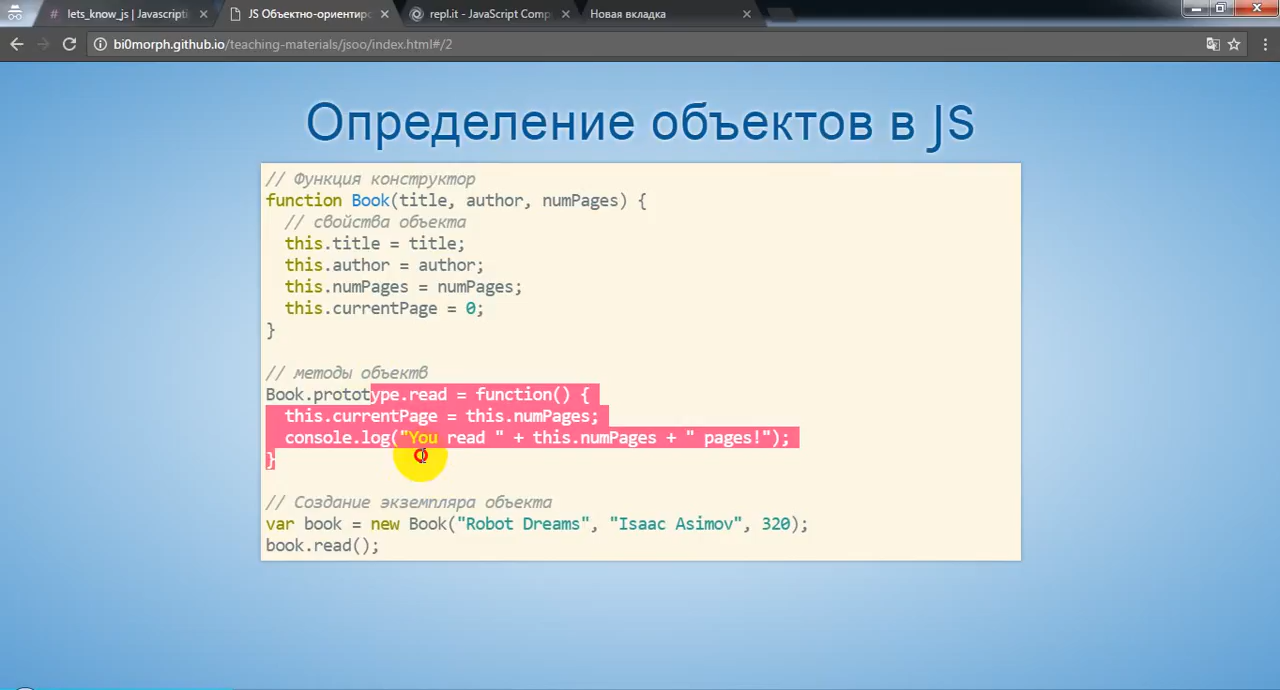 lets_know_js | Javascripti
JS Объектно-ориентиро
repl.it - JavaScript Comp
Новая вкладка
bi0morph.github.io/teaching-materials/jsoo/index.html#/2
Определение объектов в JS
// Функция конструктор
function Book(title, author, numPages) {
// свойства объекта
this.title = title;
this.author = author;
this.numPages = numPages;
this.currentPage = 0;
}
// методы объектв
Book.prototype.read = function() {
this.currentPage = this.numPages;
console.log("You read " + this.numPages + " pages!");
}
// Создание экземпляра объекта
var book = new Book("Robot Dreams", "Isaac Asimov", 320);
book.read();